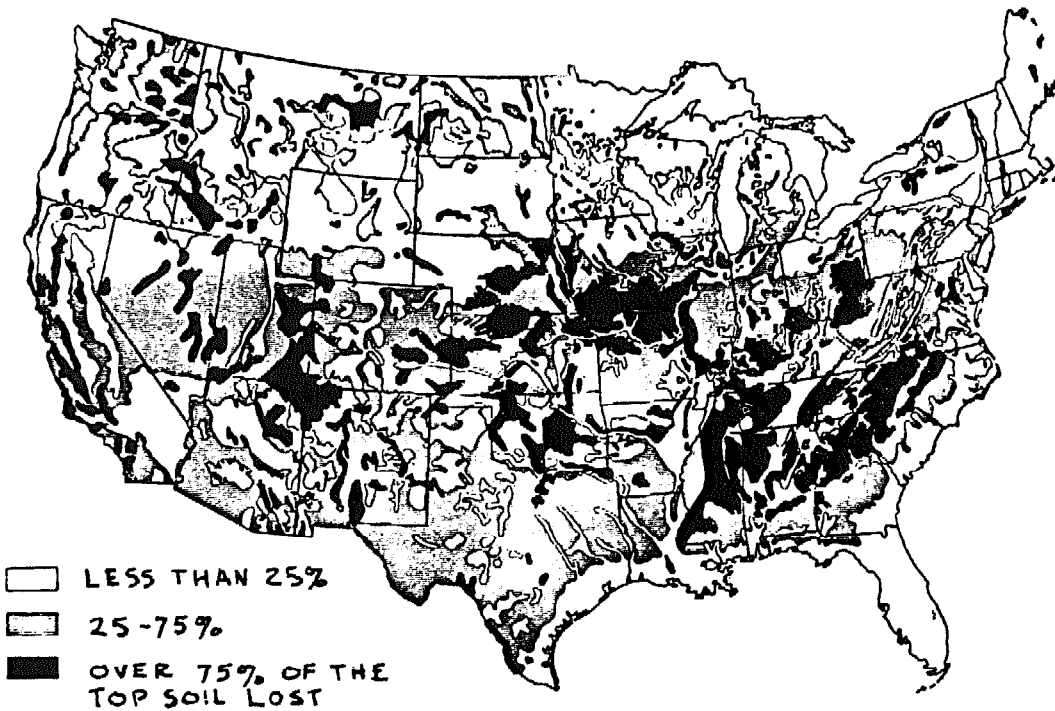 LESS THAN 25%
25-75%
OVER 75% OF THE
TOP SOIL LOST